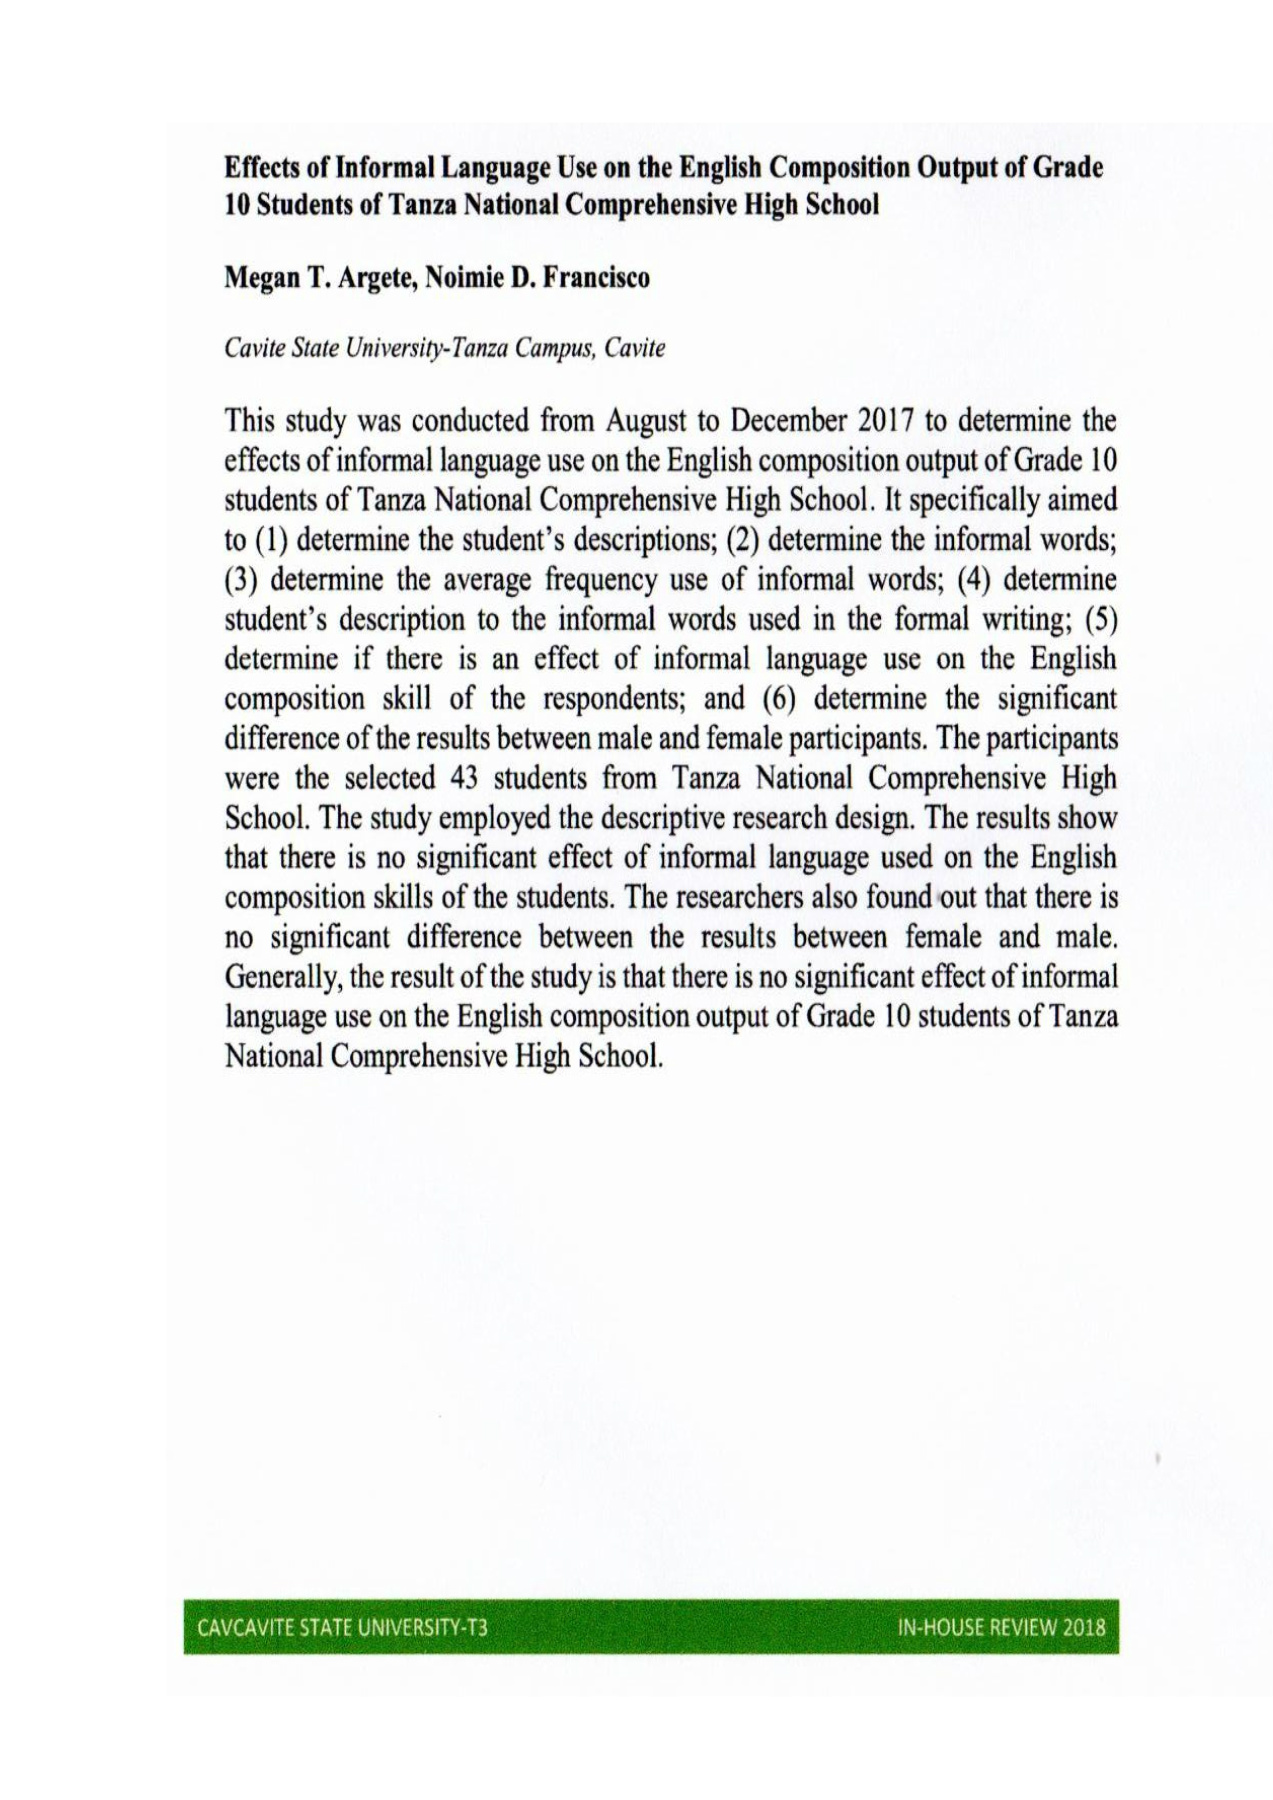 Effects of Informal Language Use on the English Composition Output of Grade
10 Students of Tanza National Comprehensive High School
Megan T. Argete, Noimie D. Francisco
Cavite State University-Tanza Campus, Cavite
This study was conducted from August to December 2017 to determine the
effects of informal language use on the English composition output of Grade 10
students of Tanza National Comprehensive High School. It specifically aimed
to (1) determine the student’s descriptions; (2) determine the informal words;
(3) determine the average frequency use of informal words; (4) determine
student’s description to the informal words used in the formal writing; (5)
determine if there is an effect of informal language use on the English
composition skill of the respondents; and (6) determine the significant
difference of the results between male and female participants. The participants
were the selected 43 students from Tanza National Comprehensive High
School. The study employed the descriptive research design. The results show
that there is no significant effect of informal language used on the English
composition skills of the students. The researchers also found out that there is
no significant difference between the results between female and male.
Generally, the result of the study is that there is no significant effect of informal
language use on the English composition output of Grade 10 students of Tanza
National Comprehensive High School.
CAVCAVITE STATE UNIVERSITY-T3 IN-HOUSE REVIEW 2018